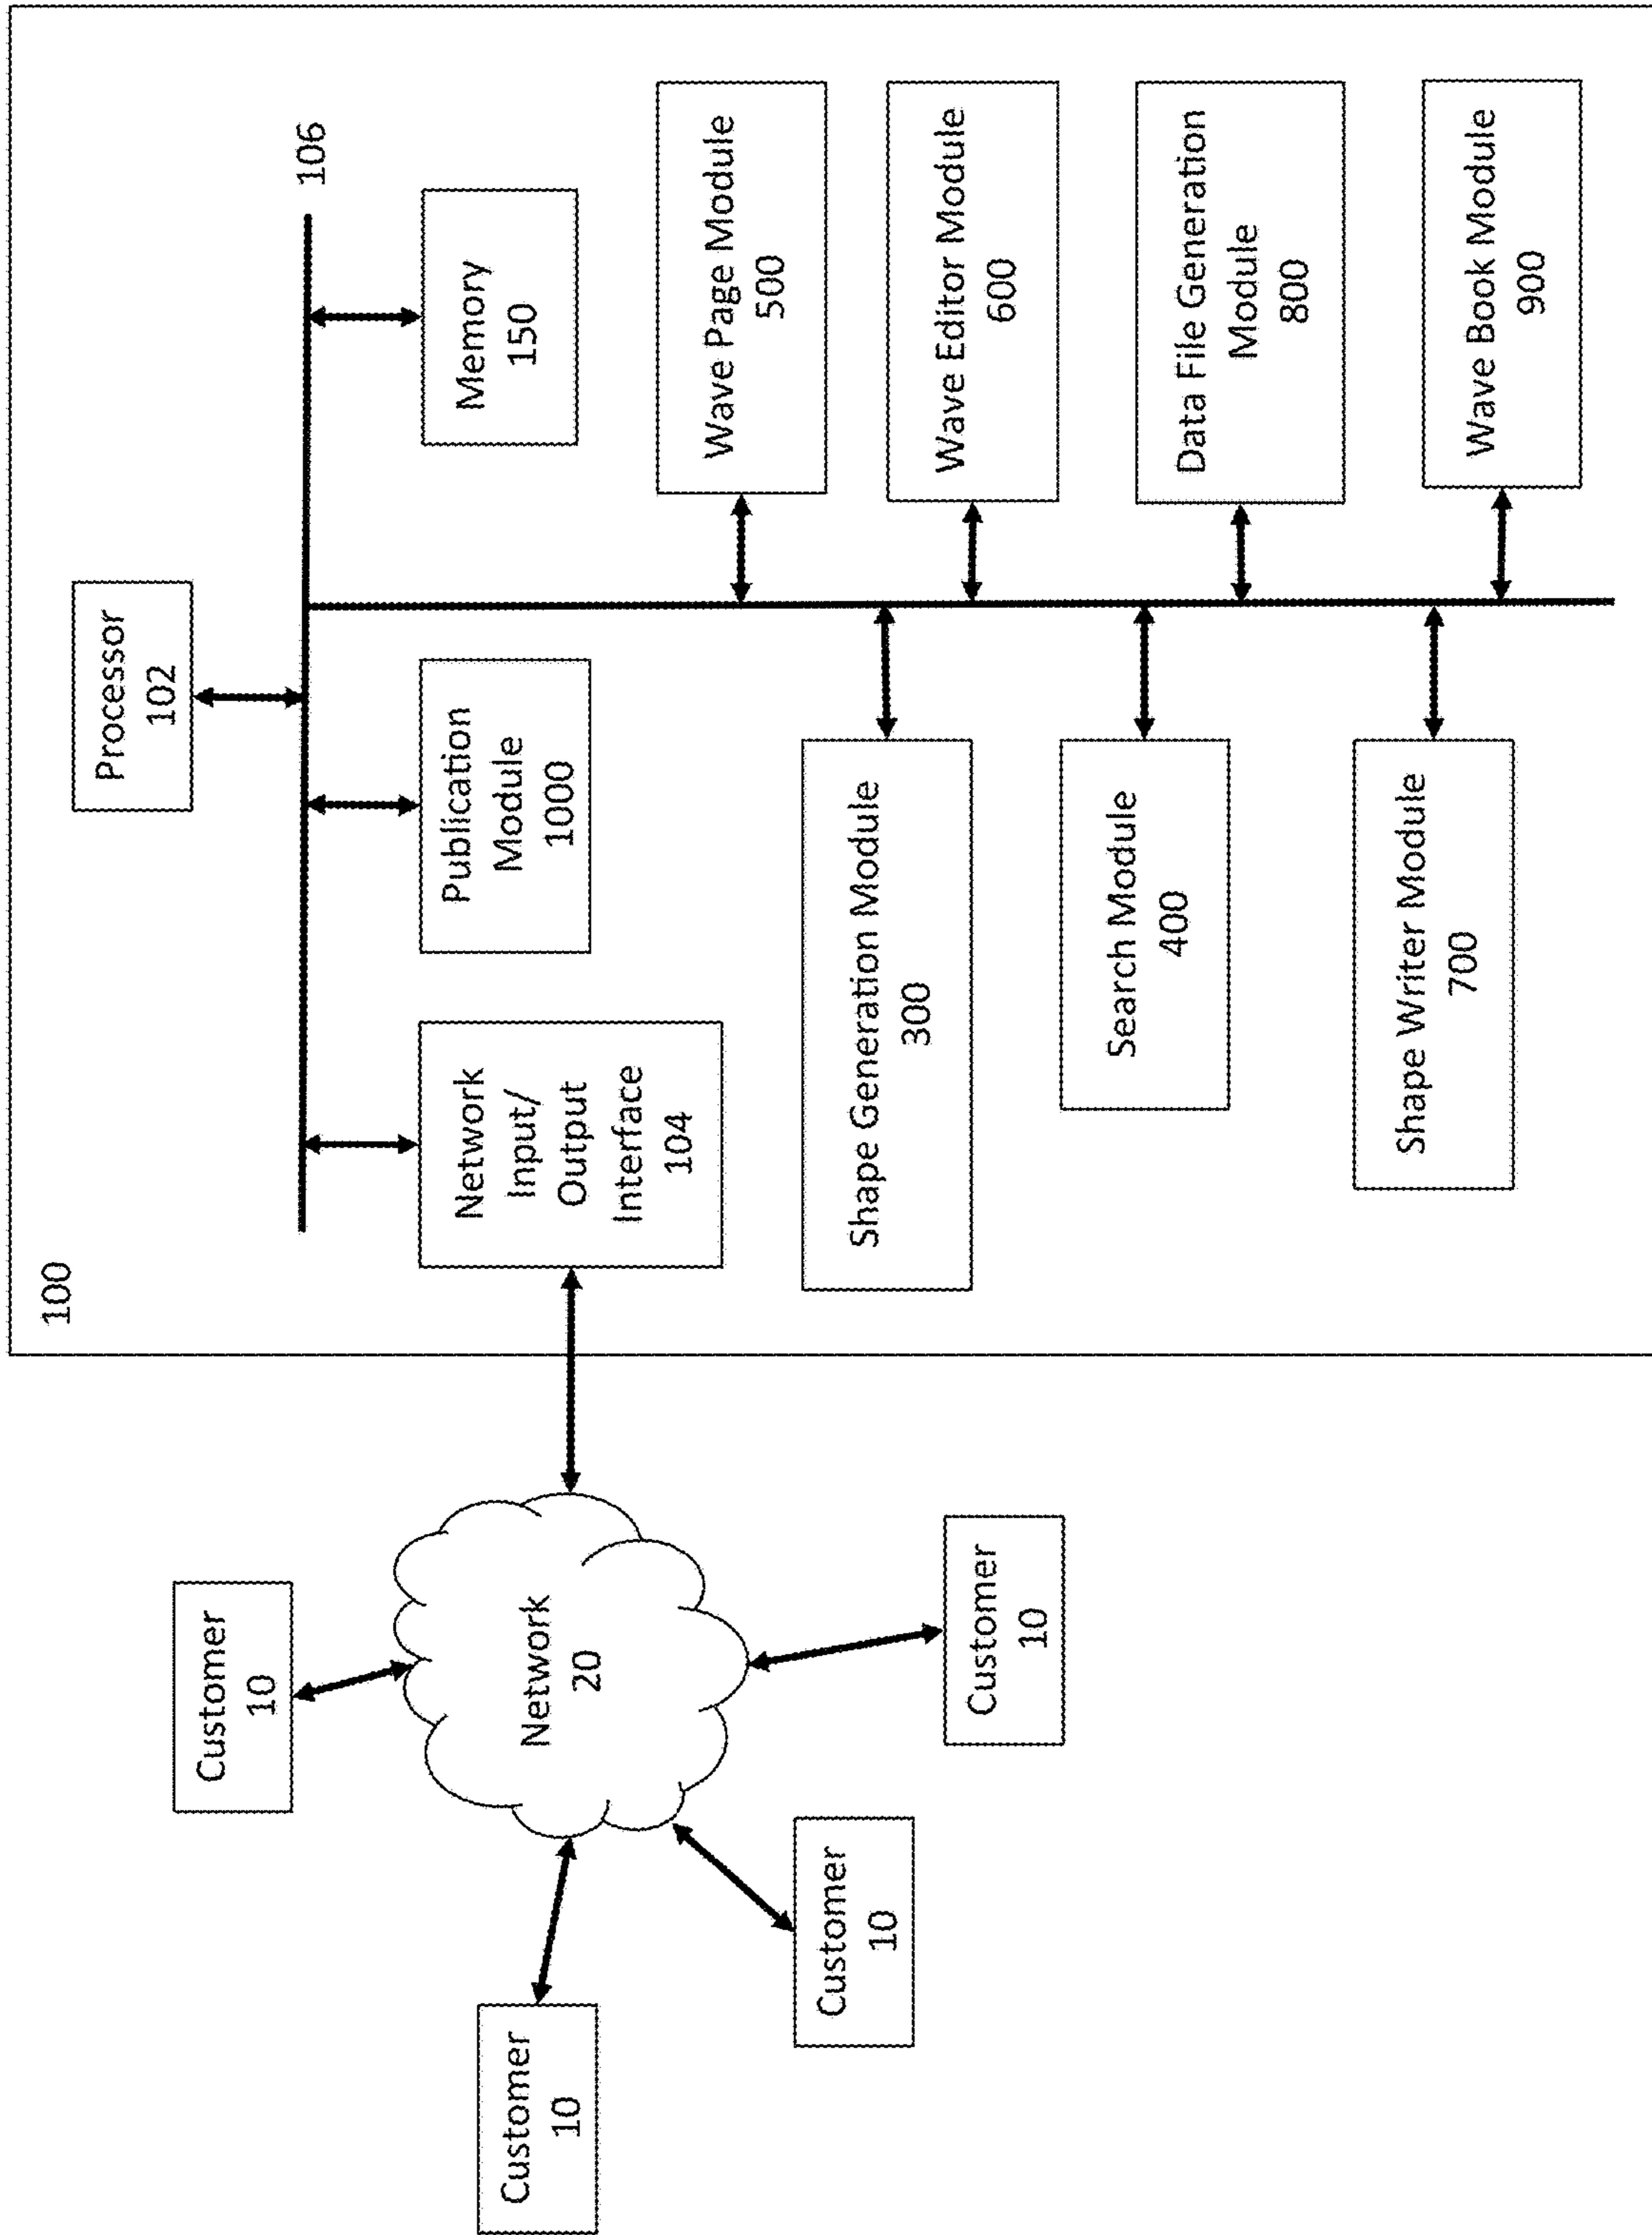 100
Processor
102
106
Customer
10
Customer
10
Network
20
Customer
10
Customer
10
Network
Input/
Output
Interface
104
Publication
Module
1000
Memory
150
Shape Generation Module
300
Wave Page Module
500
Search Module
400
Wave Editor Module
600
Shape Writer Module
700
Data File Generation
Module
800
Wave Book Module
900